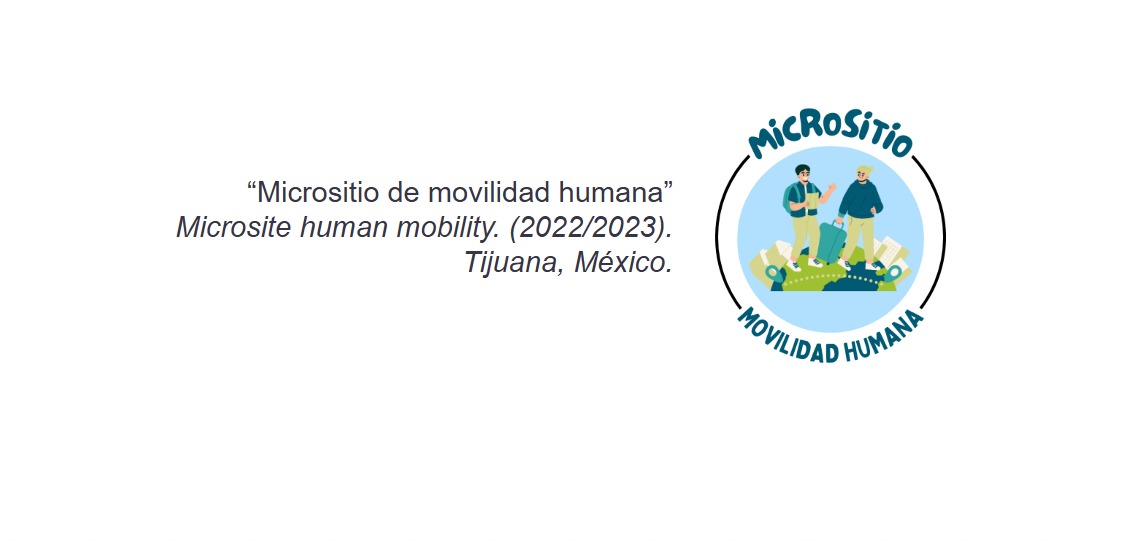 “Micrositio de movilidad humana”
Microsite human mobility. (2022/2023).
Tijuana, México.
MiCROSiTiO
MOVILIDAD HUMANA